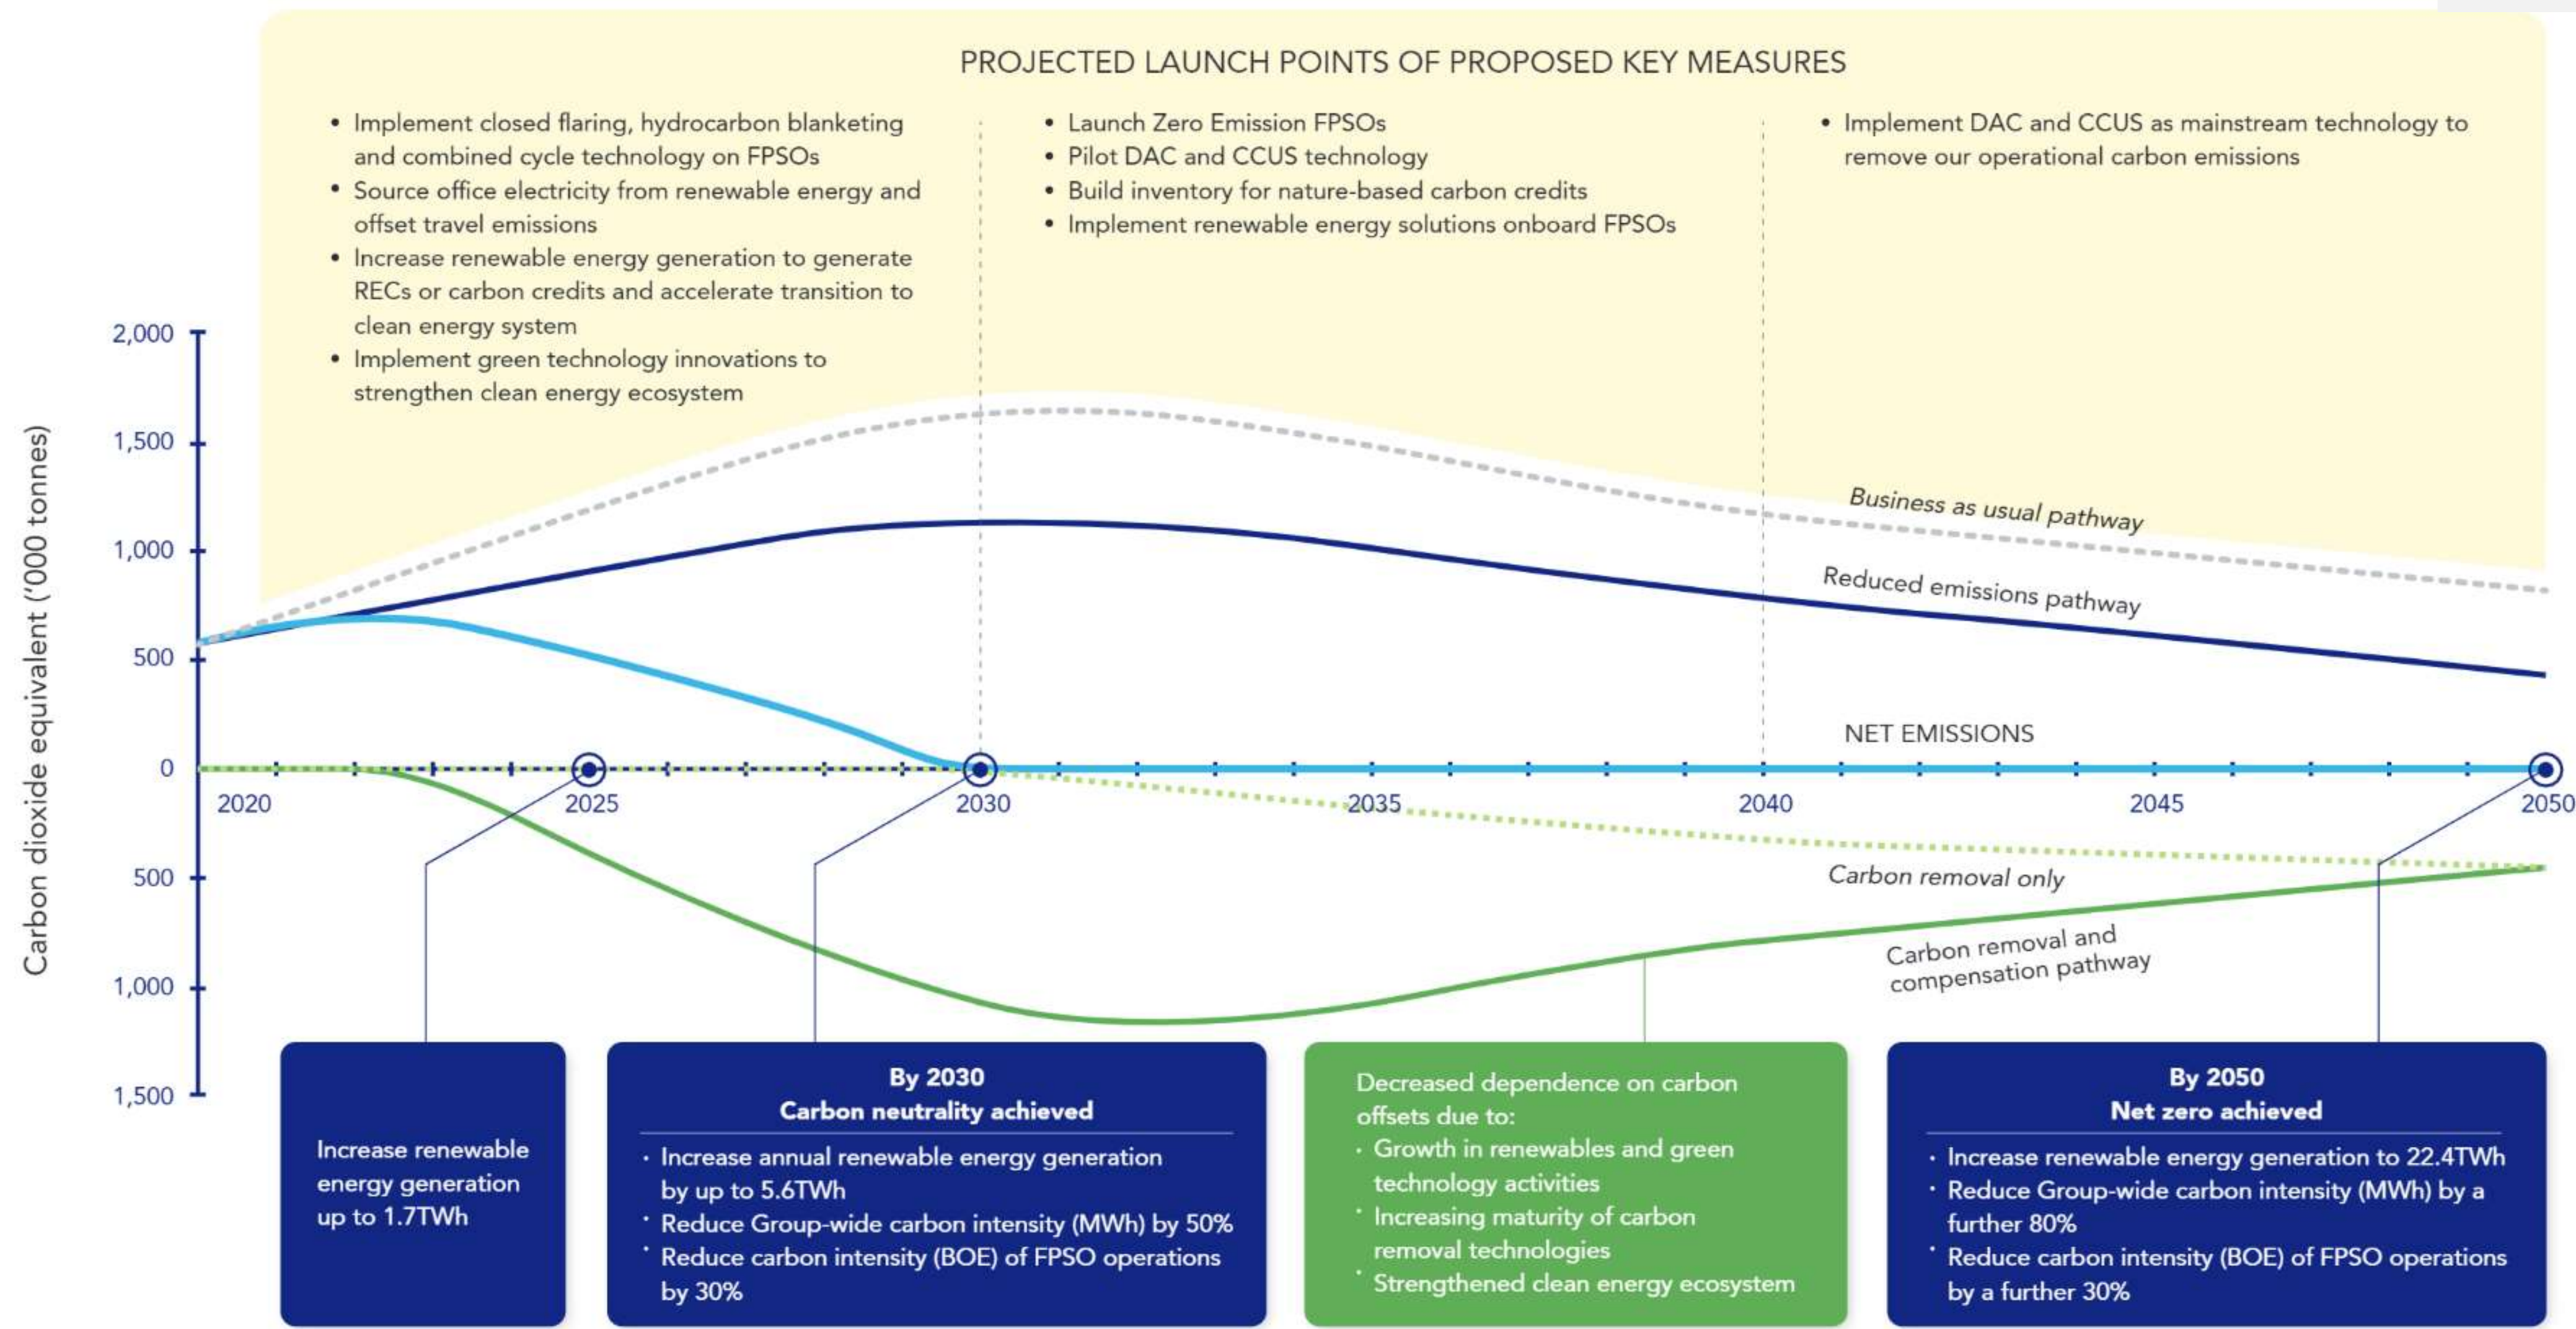 PROJECTED LAUNCH POINTS OF PROPOSED KEY MEASURES
• Implement closed flaring, hydrocarbon blanketing
and combined cycle technology on FPSOs
• Source office electricity from renewable energy and
offset travel emissions
• Increase renewable energy generation to generate
RECs or carbon credits and accelerate transition to
clean energy system
• Implement green technology innovations to
strengthen clean energy ecosystem
• Launch Zero Emission FPSOs
• Pilot DAC and CCUS technology
• Build inventory for nature-based carbon credits
• Implement renewable energy solutions onboard FPSOs
• Implement DAC and CCUS as mainstream technology to
remove our operational carbon emissions
Carbon dioxide equivalent ('000 tonnes)
2,000
1,500
1,000
500
0
500
1,000
1,500
Business as usual pathway
Reduced emissions pathway
NET EMISSIONS
2020
2025
2030
2035
2040
2045
2050
Carbon removal only
Carbon removal and
compensation pathway
Increase renewable
energy generation
up to 1.7TWh
By 2030
Carbon neutrality achieved
· Increase annual renewable energy generation
by up to 5.6TWh
· Reduce Group-wide carbon intensity (MWh) by 50%
· Reduce carbon intensity (BOE) of FPSO operations
by 30%
Decreased dependence on carbon
offsets due to:
· Growth in renewables and green
technology activities
· Increasing maturity of carbon
removal technologies
· Strengthened clean energy ecosystem
By 2050
Net zero achieved
· Increase renewable energy generation to 22.4TWh
· Reduce Group-wide carbon intensity (MWh) by a
further 80%
· Reduce carbon intensity (BOE) of FPSO operations
by a further 30%